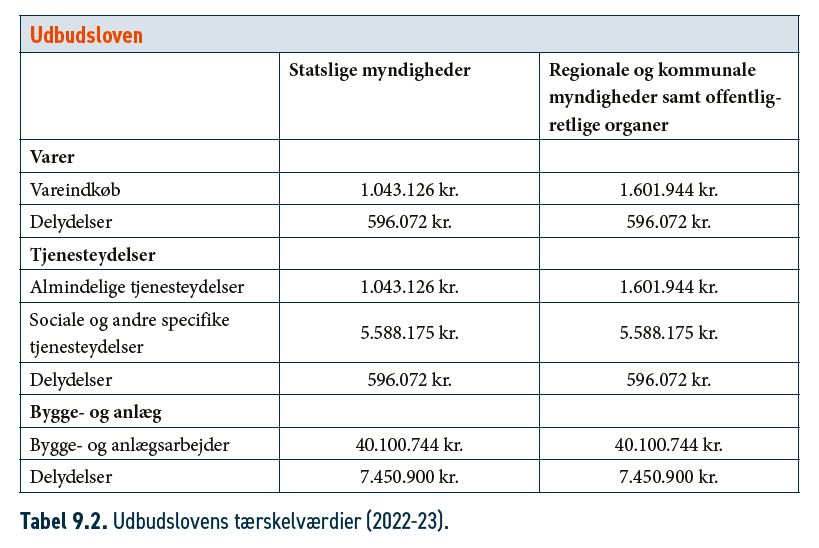 Udbudsloven
Statslige myndigheder
Regionale og kommunale
myndigheder samt offentlig-
retlige organer
Varer
Vareindkøb 1.043.126 kr. 1.601.944 kr.
Delydelser 596.072 kr. 596.072 kr.
Tjenesteydelser
Almindelige tjenesteydelser 1.043.126 kr. 1.601.944 kr.
Sociale og andre specifike
tjenesteydelser 5.588.175 kr. 5.588.175 kr.
Delydelser 596.072 kr. 596.072 kr.
Bygge- og anlæg
Bygge- og anlægsarbejder 40.100.744 kr. 40.100.744 kr.
Delydelser 7.450.900 kr. 7.450.900 kr.
Tabel 9.2. Udbudslovens tærskelværdier (2022-23).